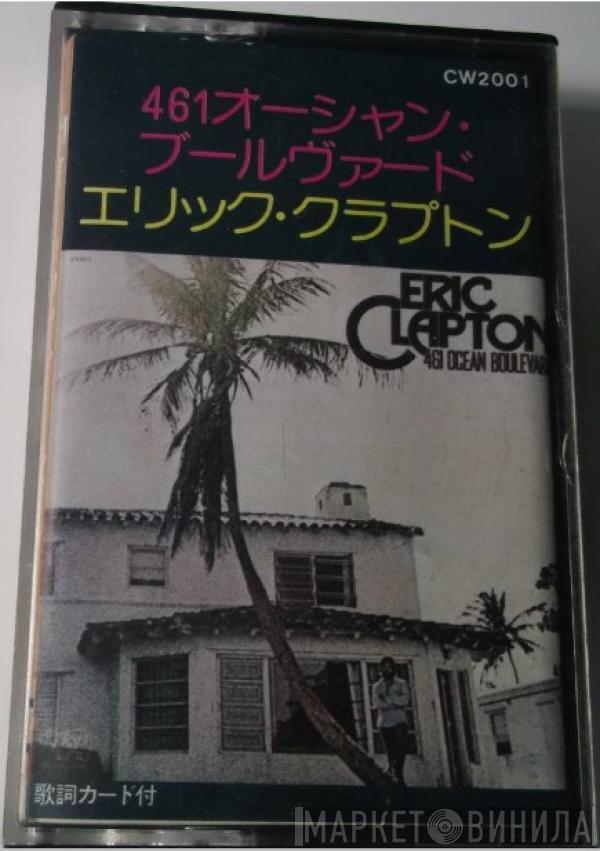 CW2001
461オーシャン・
ブールヴァード
エリック・クラプトン
ERIC
CLAPTON
461 OCEAN BOULEVARD
歌詞カード付
МАРКЕТ ВИНИЛА